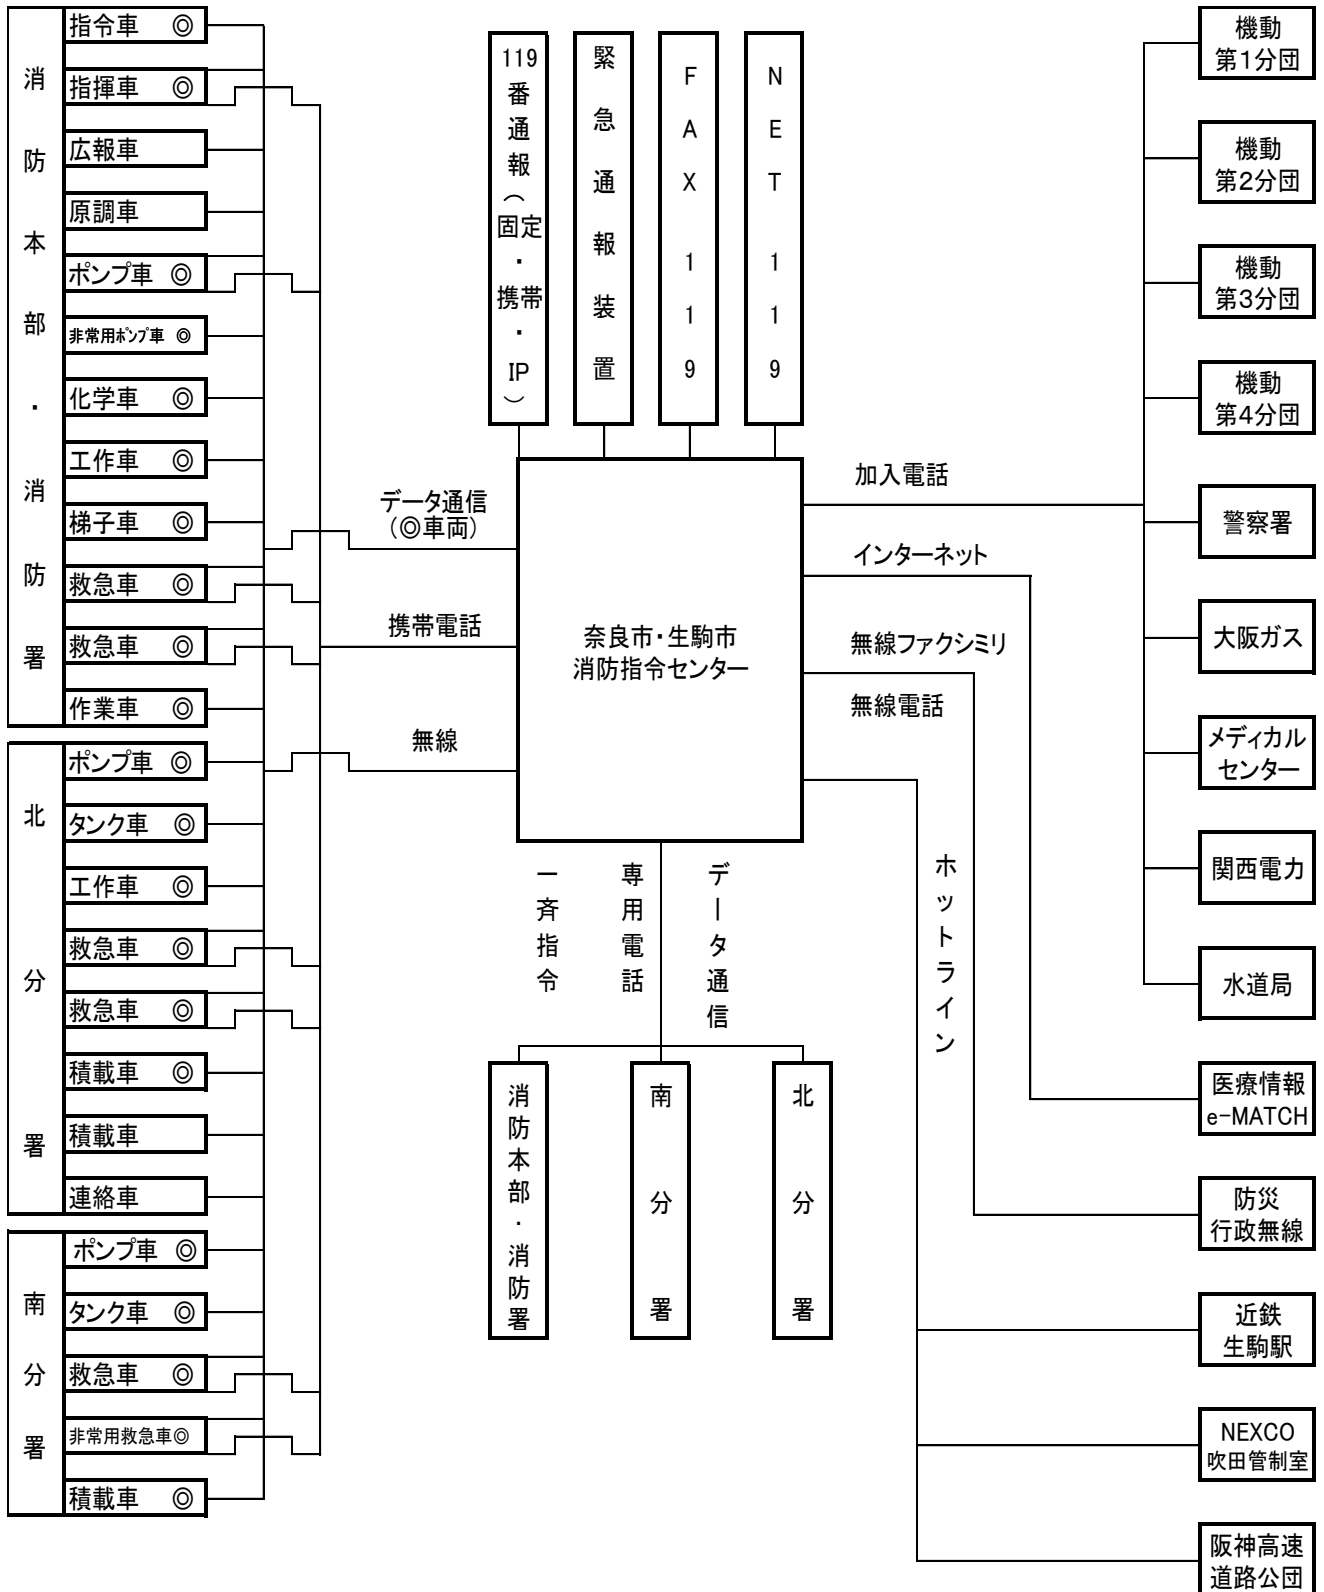 消防本部・消防署
指令車 ◎
指揮車 ◎
広報車
原調車
ポンプ車 ◎
非常用ポンプ車 ◎
化学車 ◎
工作車 ◎
梯子車 ◎
救急車 ◎
救急車 ◎
作業車 ◎
北分署
ポンプ車 ◎
タンク車 ◎
工作車 ◎
救急車 ◎
救急車 ◎
積載車 ◎
積載車
連絡車
南分署
ポンプ車 ◎
タンク車 ◎
救急車 ◎
非常用救急車◎
積載車 ◎
119番通報(固定・携帯・IP)
緊急通報装置
FAX119
NET119
データ通信
(◎車両)
携帯電話
無線
奈良市・生駒市
消防指令センター
加入電話
インターネット
無線ファクシミリ
無線電話
ホットライン
一斉指令
専用電話
データ通信
消防本部・消防署
南分署
北分署
機動
第1分団
機動
第2分団
機動
第3分団
機動
第4分団
警察署
大阪ガス
メディカル
センター
関西電力
水道局
医療情報
e-MATCH
防災
行政無線
近鉄
生駒駅
NEXCO
吹田管制室
阪神高速
道路公団